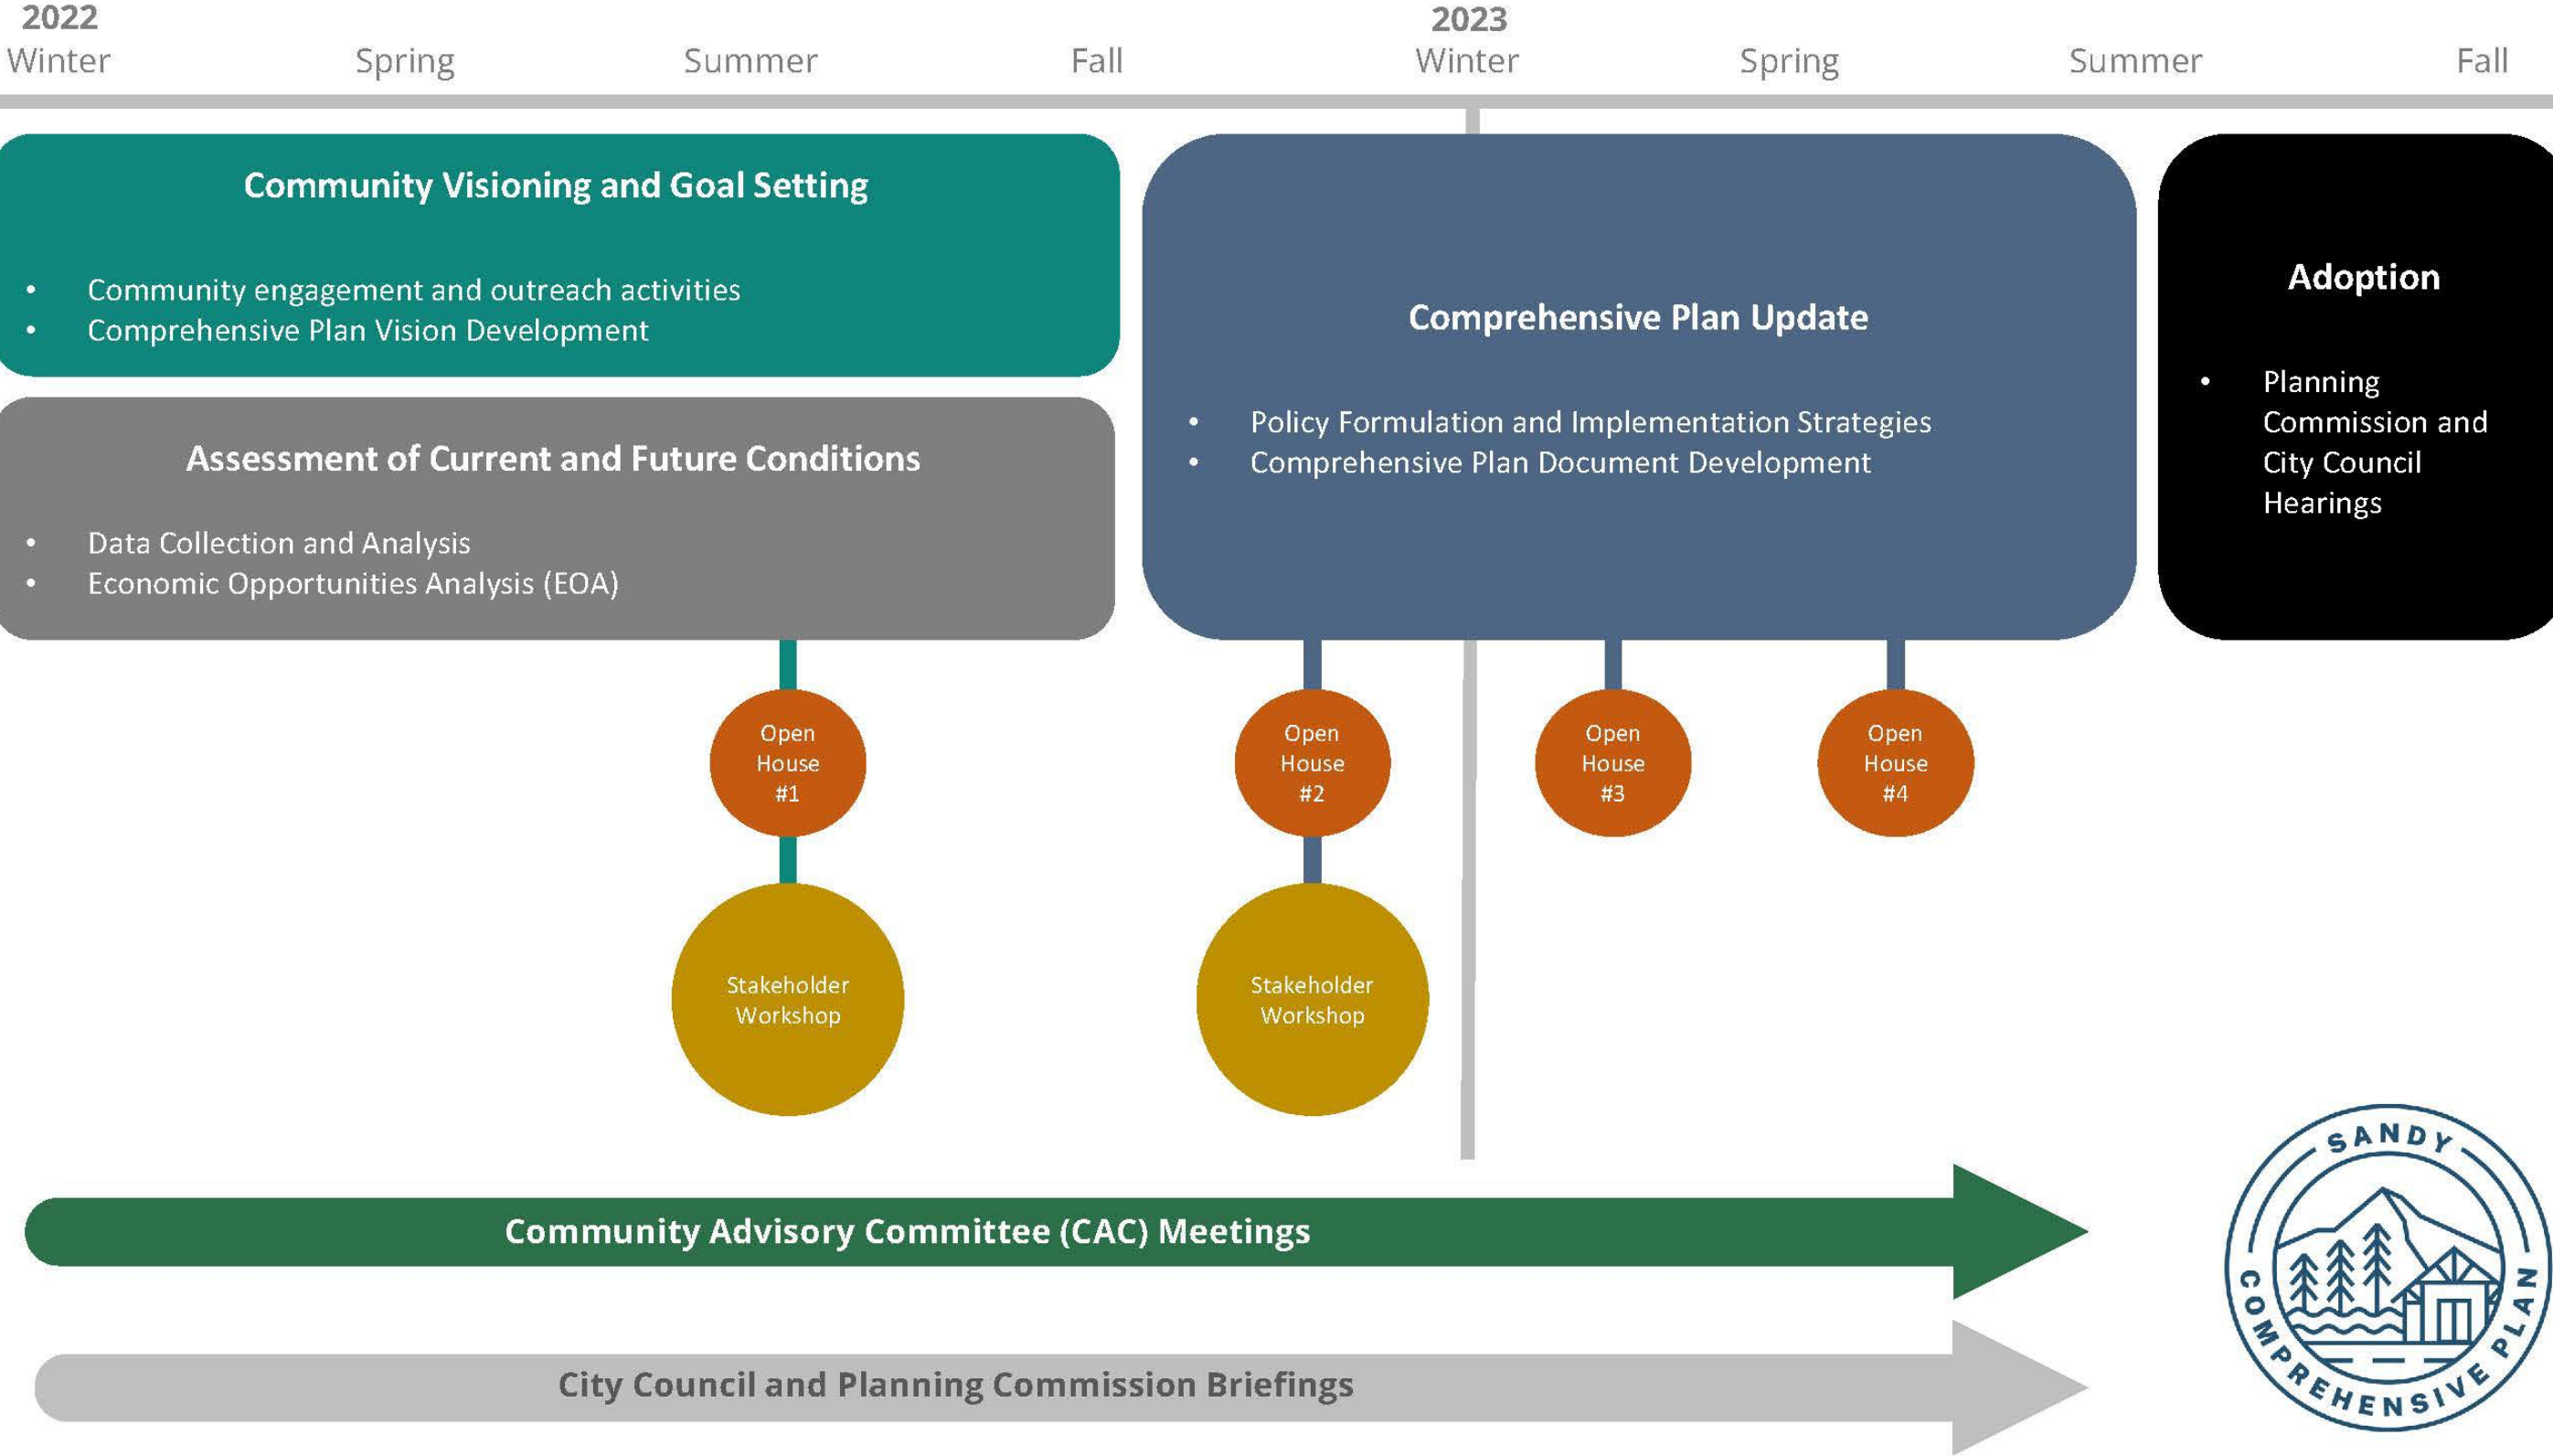 2022
2023
Winter
Spring
Summer
Fall
Winter
Spring
Summer
Fall
Community Visioning and Goal Setting
• Community engagement and outreach activities
• Comprehensive Plan Vision Development
Assessment of Current and Future Conditions
• Data Collection and Analysis
• Economic Opportunities Analysis (EOA)
Comprehensive Plan Update
• Policy Formulation and Implementation Strategies
• Comprehensive Plan Document Development
Adoption
• Planning
Commission and
City Council
Hearings
Open
House
#1
Open
House
#2
Open
House
#3
Open
House
#4
Stakeholder
Workshop
Stakeholder
Workshop
Community Advisory Committee (CAC) Meetings
City Council and Planning Commission Briefings
SANDY
COMPREHENSIVE PLAN